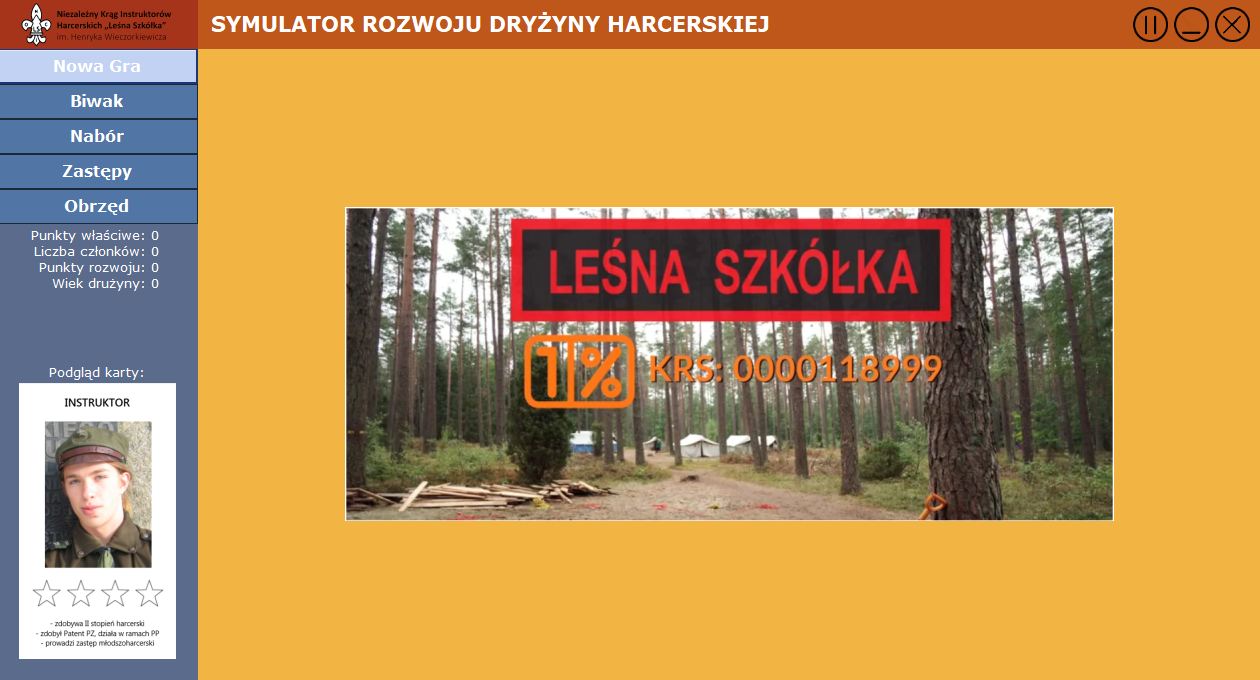 Niezależny Krąg Instruktorów
Harcerskich „Leśna Szkółka"
im. Henryka Wieczorkiewicza
SYMULATOR ROZWOJU DRYŻYNY HARCERSKIEJ
Nowa Gra
Biwak
Nabór
Zastępy
Obrzęd
Punkty właściwe: 0
Liczba członków: 0
Punkty rozwoju: 0
Wiek drużyny: 0
Podgląd karty:
INSTRUKTOR
- zdobywa II stopień harcerski
- zdobył Patent PZ, działa w ramach PP
- prowadzi zastęp młodszoharcerski
LEŚNA SZKÓŁKA
1% KRS: 0000118999